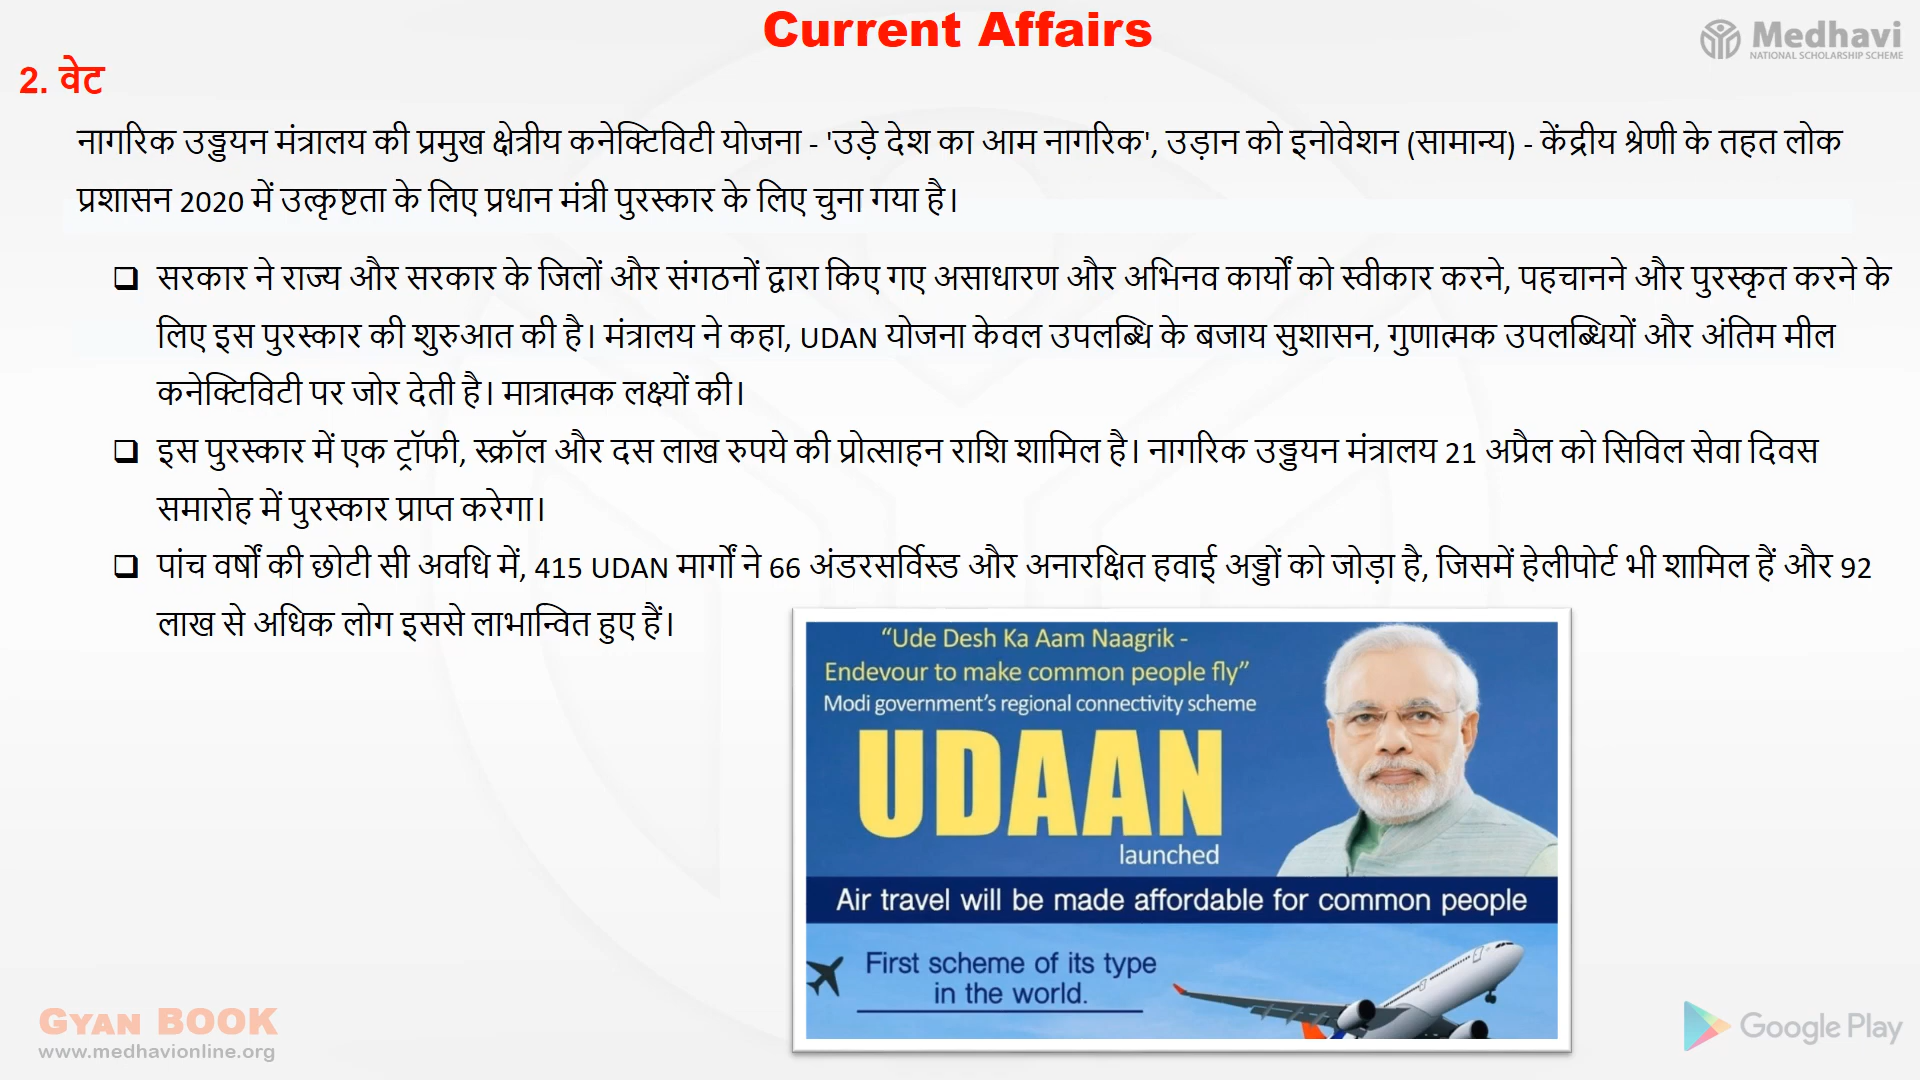 Current Affairs
Medhavi
NATIONAL SCHOLARSHIP SCHEME
2. वेट
नागरिक उड्डयन मंत्रालय की प्रमुख क्षेत्रीय कनेक्टिविटी योजना - 'उड़े देश का आम नागरिक', उड़ान को इनोवेशन (सामान्य) - केंद्रीय श्रेणी के तहत लोक
प्रशासन 2020 में उत्कृष्टता के लिए प्रधान मंत्री पुरस्कार के लिए चुना गया है।
❑ सरकार ने राज्य और सरकार के जिलों और संगठनों द्वारा किए गए असाधारण और अभिनव कार्यों को स्वीकार करने, पहचानने और पुरस्कृत करने के
लिए इस पुरस्कार की शुरुआत की है। मंत्रालय ने कहा, UDAN योजना केवल उपलब्धि के बजाय सुशासन, गुणात्मक उपलब्धियों और अंतिम मील
कनेक्टिविटी पर जोर देती है। मात्रात्मक लक्ष्यों की।
❑ इस पुरस्कार में एक ट्रॉफी, स्क्रॉल और दस लाख रुपये की प्रोत्साहन राशि शामिल है। नागरिक उड्डयन मंत्रालय 21 अप्रैल को सिविल सेवा दिवस
समारोह में पुरस्कार प्राप्त करेगा।
❑ पांच वर्षों की छोटी सी अवधि में, 415 UDAN मार्गों ने 66 अंडरसर्विस्ड और अनारक्षित हवाई अड्डों को जोड़ा है, जिसमें हेलीपोर्ट भी शामिल हैं और 92
लाख से अधिक लोग इससे लाभान्वित हुए हैं।
“Ude Desh Ka Aam Naagrik -
Endevour to make common people fly”
Modi government’s regional connectivity scheme
UDAAN
launched
Air travel will be made affordable for common people
First scheme of its type
in the world.
GYAN BOOK
www.medhavionline.org
Google Play